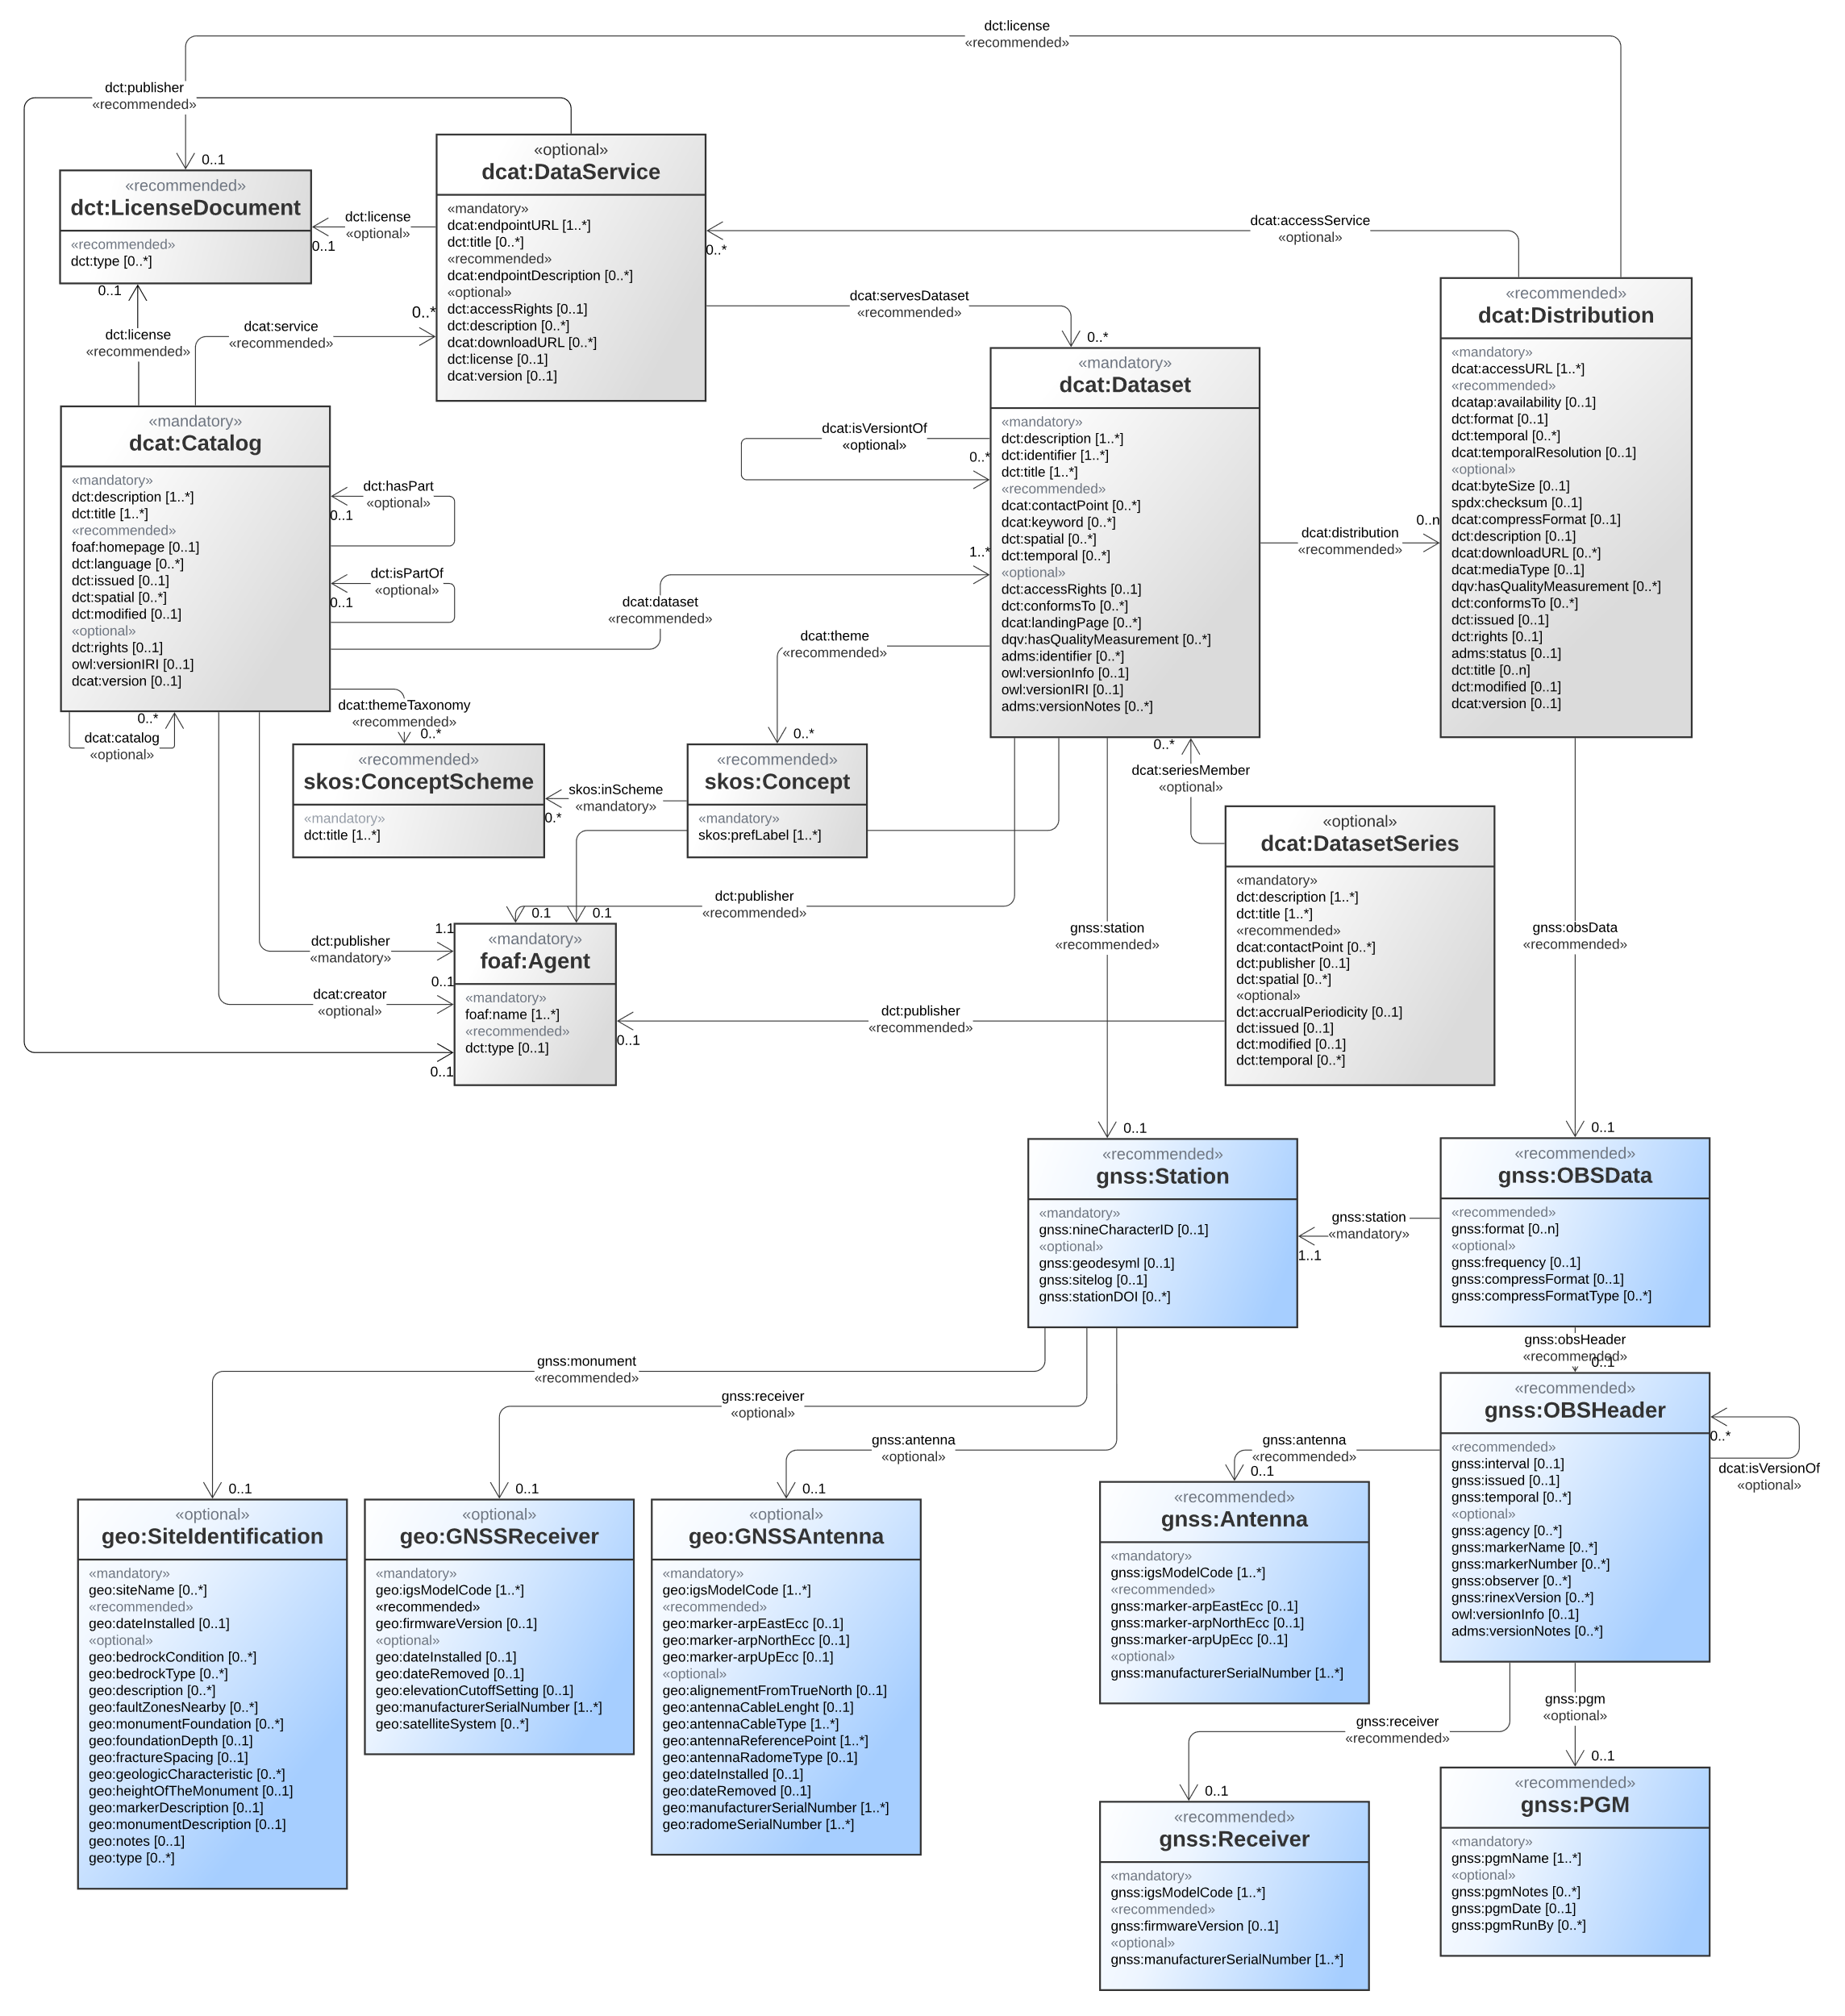 dct:license
«recommended»
dct:publisher
«recommended»
0..1
«recommended»
dct:LicenseDocument
«recommended»
dct:type [0..*]
«optional»
dcat:DataService
«mandatory»
dcat:endpointURL [1..*]
dct:title [0..*]
«recommended»
dcat:endpointDescription [0..*]
«optional»
dct:accessRights [0..1]
dct:description [0..*]
dcat:downloadURL [0..*]
dct:license [0..1]
dcat:version [0..1]
dct:license
«optional»
0..1
dcat:accessService
«optional»
0..*
dcat:servesDataset
«recommended»
0..*
0..1
dct:license
«recommended»
dcat:service
«recommended»
0..*
«mandatory»
dcat:Catalog
«mandatory»
dct:description [1..*]
dct:title [1..*]
«recommended»
foaf:homepage [0..1]
dct:language [0..*]
dct:issued [0..1]
dct:spatial [0..*]
dct:modified [0..1]
«optional»
dct:rights [0..1]
owl:versionIRI [0..1]
dcat:version [0..1]
dct:hasPart
«optional»
0..1
dct:isPartOf
«optional»
0..1
dcat:dataset
«recommended»
1..*
dcat:isVersiontOf
«optional»
0..*
«mandatory»
dcat:Dataset
«mandatory»
dct:description [1..*]
dct:identifier [1..*]
dct:title [1..*]
«recommended»
dcat:contactPoint [0..*]
dcat:keyword [0..*]
dct:spatial [0..*]
dct:temporal [0..*]
«optional»
dct:accessRights [0..1]
dct:conformsTo [0..*]
dcat:landingPage [0..*]
dqv:hasQualityMeasurement [0..*]
adms:identifier [0..*]
owl:versionInfo [0..1]
owl:versionIRI [0..1]
adms:versionNotes [0..*]
dcat:distribution
«recommended»
0..n
«recommended»
dcat:Distribution
«mandatory»
dcat:accessURL [1..*]
«recommended»
dcatap:availability [0..1]
dct:format [0..1]
dct:temporal [0..*]
dcat:temporalResolution [0..1]
«optional»
dcat:byteSize [0..1]
spdx:checksum [0..1]
dcat:compressFormat [0..1]
dct:description [0..1]
dcat:downloadURL [0..*]
dcat:mediaType [0..1]
dqv:hasQualityMeasurement [0..*]
dct:conformsTo [0..*]
dct:issued [0..1]
dct:rights [0..1]
adms:status [0..1]
dct:title [0..n]
dct:modified [0..1]
dcat:version [0..1]
dcat:theme
«recommended»
0..*
dcat:themeTaxonomy
«recommended»
0..*
0..*
dcat:catalog
«optional»
«recommended»
skos:ConceptScheme
«mandatory»
dct:title [1..*]
skos:inScheme
«mandatory»
0.*
«recommended»
skos:Concept
«mandatory»
skos:prefLabel [1..*]
0..*
dcat:seriesMember
«optional»
«optional»
dcat:DatasetSeries
«mandatory»
dct:description [1..*]
dct:title [1..*]
«recommended»
dcat:contactPoint [0..*]
dct:publisher [0..1]
dct:spatial [0..*]
«optional»
dct:accrualPeriodicity [0..1]
dct:issued [0..1]
dct:modified [0..1]
dct:temporal [0..*]
dct:publisher
«recommended»
0.1
0.1
1.1
dct:publisher
«mandatory»
0..1
dcat:creator
«optional»
0..1
«mandatory»
foaf:Agent
«mandatory»
foaf:name [1..*]
«recommended»
dct:type [0..1]
dct:publisher
«recommended»
0..1
gnss:station
«recommended»
0..1
gnss:obsData
«recommended»
0..1
«recommended»
gnss:Station
«mandatory»
gnss:nineCharacterID [0..1]
«optional»
gnss:geodesyml [0..1]
gnss:sitelog [0..1]
gnss:stationDOI [0..*]
gnss:station
«mandatory»
1..1
«recommended»
gnss:OBSData
«recommended»
gnss:format [0..n]
«optional»
gnss:frequency [0..1]
gnss:compressFormat [0..1]
gnss:compressFormatType [0..*]
gnss:obsHeader
«recommended»
0..1
gnss:monument
«recommended»
0..1
gnss:receiver
«optional»
0..1
gnss:antenna
«optional»
0..1
«recommended»
gnss:OBSHeader
«recommended»
gnss:interval [0..1]
gnss:issued [0..1]
gnss:temporal [0..*]
«optional»
gnss:agency [0..*]
gnss:markerName [0..*]
gnss:markerNumber [0..*]
gnss:observer [0..*]
gnss:rinexVersion [0..*]
owl:versionInfo [0..1]
adms:versionNotes [0..*]
0..*
dcat:isVersionOf
«optional»
gnss:antenna
«recommended»
0..1
«optional»
geo:SiteIdentification
«mandatory»
geo:siteName [0..*]
«recommended»
geo:dateInstalled [0..1]
«optional»
geo:bedrockCondition [0..*]
geo:bedrockType [0..*]
geo:description [0..*]
geo:faultZonesNearby [0..*]
geo:monumentFoundation [0..*]
geo:foundationDepth [0..1]
geo:fractureSpacing [0..1]
geo:geologicCharacteristic [0..*]
geo:heightOfTheMonument [0..1]
geo:markerDescription [0..1]
geo:monumentDescription [0..1]
geo:notes [0..1]
geo:type [0..*]
«optional»
geo:GNSSReceiver
«mandatory»
geo:igsModelCode [1..*]
«recommended»
geo:firmwareVersion [0..1]
«optional»
geo:dateInstalled [0..1]
geo:dateRemoved [0..1]
geo:elevationCutoffSetting [0..1]
geo:manufacturerSerialNumber [1..*]
geo:satelliteSystem [0..*]
«optional»
geo:GNSSAntenna
«mandatory»
geo:igsModelCode [1..*]
«recommended»
geo:marker-arpEastEcc [0..1]
geo:marker-arpNorthEcc [0..1]
geo:marker-arpUpEcc [0..1]
«optional»
geo:alignementFromTrueNorth [0..1]
geo:antennaCableLenght [0..1]
geo:antennaCableType [1..*]
geo:antennaReferencePoint [1..*]
geo:antennaRadomeType [0..1]
geo:dateInstalled [0..1]
geo:dateRemoved [0..1]
geo:manufacturerSerialNumber [1..*]
geo:radomeSerialNumber [1..*]
«recommended»
gnss:Antenna
«mandatory»
gnss:igsModelCode [1..*]
«recommended»
gnss:marker-arpEastEcc [0..1]
gnss:marker-arpNorthEcc [0..1]
gnss:marker-arpUpEcc [0..1]
«optional»
gnss:manufacturerSerialNumber [1..*]
gnss:receiver
«recommended»
0..1
gnss:pgm
«optional»
0..1
«recommended»
gnss:Receiver
«mandatory»
gnss:igsModelCode [1..*]
«recommended»
gnss:firmwareVersion [0..1]
«optional»
gnss:manufacturerSerialNumber [1..*]
«recommended»
gnss:PGM
«mandatory»
gnss:pgmName [1..*]
«optional»
gnss:pgmNotes [0..*]
gnss:pgmDate [0..1]
gnss:pgmRunBy [0..*]